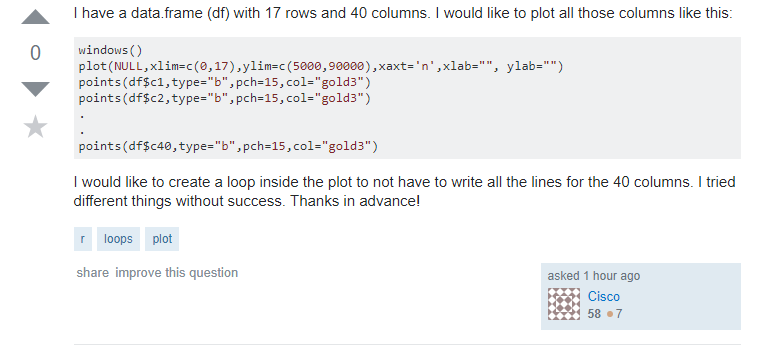 I have a data.frame (df) with 17 rows and 40 columns. I would like to plot all those columns like this:
0
windows()
plot(NULL,xlim=c(0,17),ylim=c(5000,90000),xaxt='n',xlab="", ylab="")
points(df$c1,type="b",pch=15,col="gold3")
points(df$c2,type="b",pch=15,col="gold3")
.
.
points(df$c40,type="b",pch=15,col="gold3")
I would like to create a loop inside the plot to not have to write all the lines for the 40 columns. I tried
different things without success. Thanks in advance!
r loops plot
share improve this question
asked 1 hour ago
Cisco
58 7